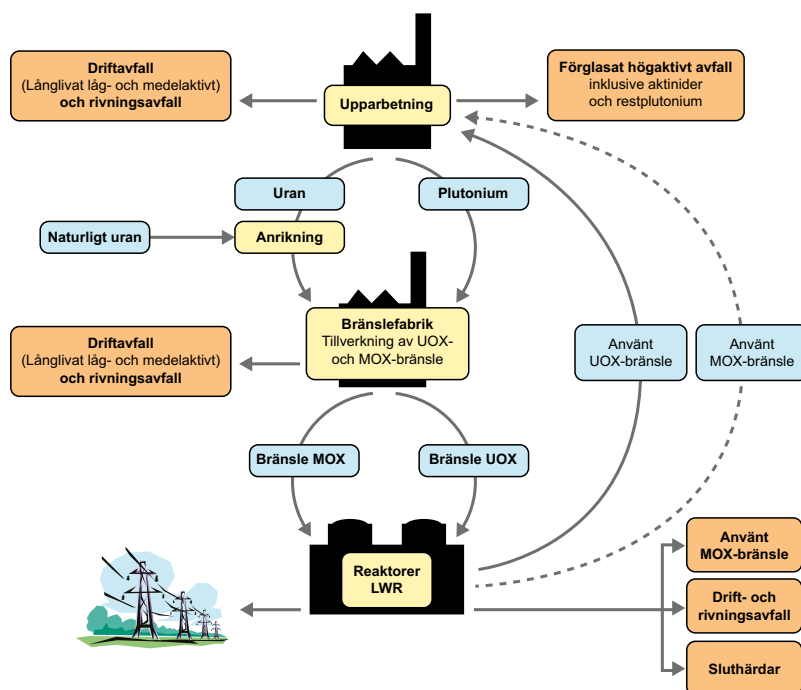 Driftavfall
(Långlivat låg- och medelaktivt)
och rivningsavfall
Upparbetning
Förglasat högaktivt avfall
inklusive aktinider
och restplutonium
Uran
Plutonium
Naturligt uran
Anrikning
Bränslefabrik
Tillverkning av UOX-
och MOX-bränsle
Driftavfall
(Långlivat låg- och medelaktivt)
och rivningsavfall
Använt
UOX-bränsle
Använt
MOX-bränsle
Bränsle MOX
Bränsle UOX
Reaktorer
LWR
Använt
MOX-bränsle
Drift- och
rivningsavfall
Sluthärdar